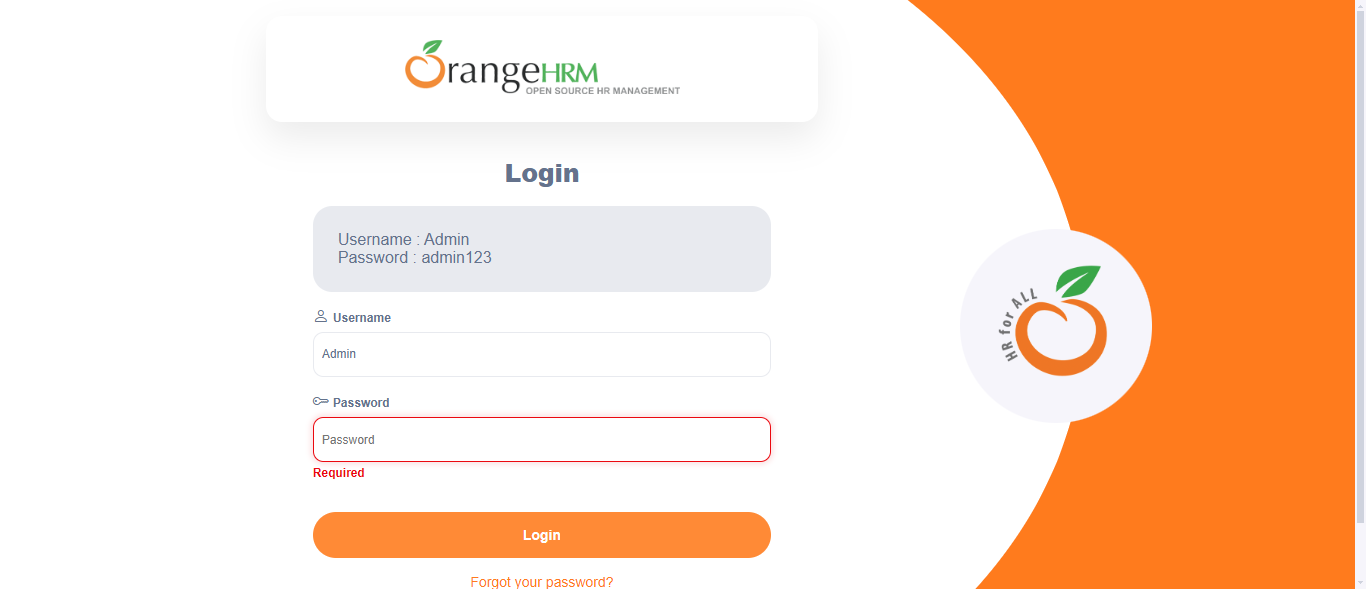 OrangeHRM
OPEN SOURCE HR MANAGEMENT
Login
Username : Admin
Password : admin123
Username
Admin
Password
Password
Required
Login
Forgot your password?
HR for ALL